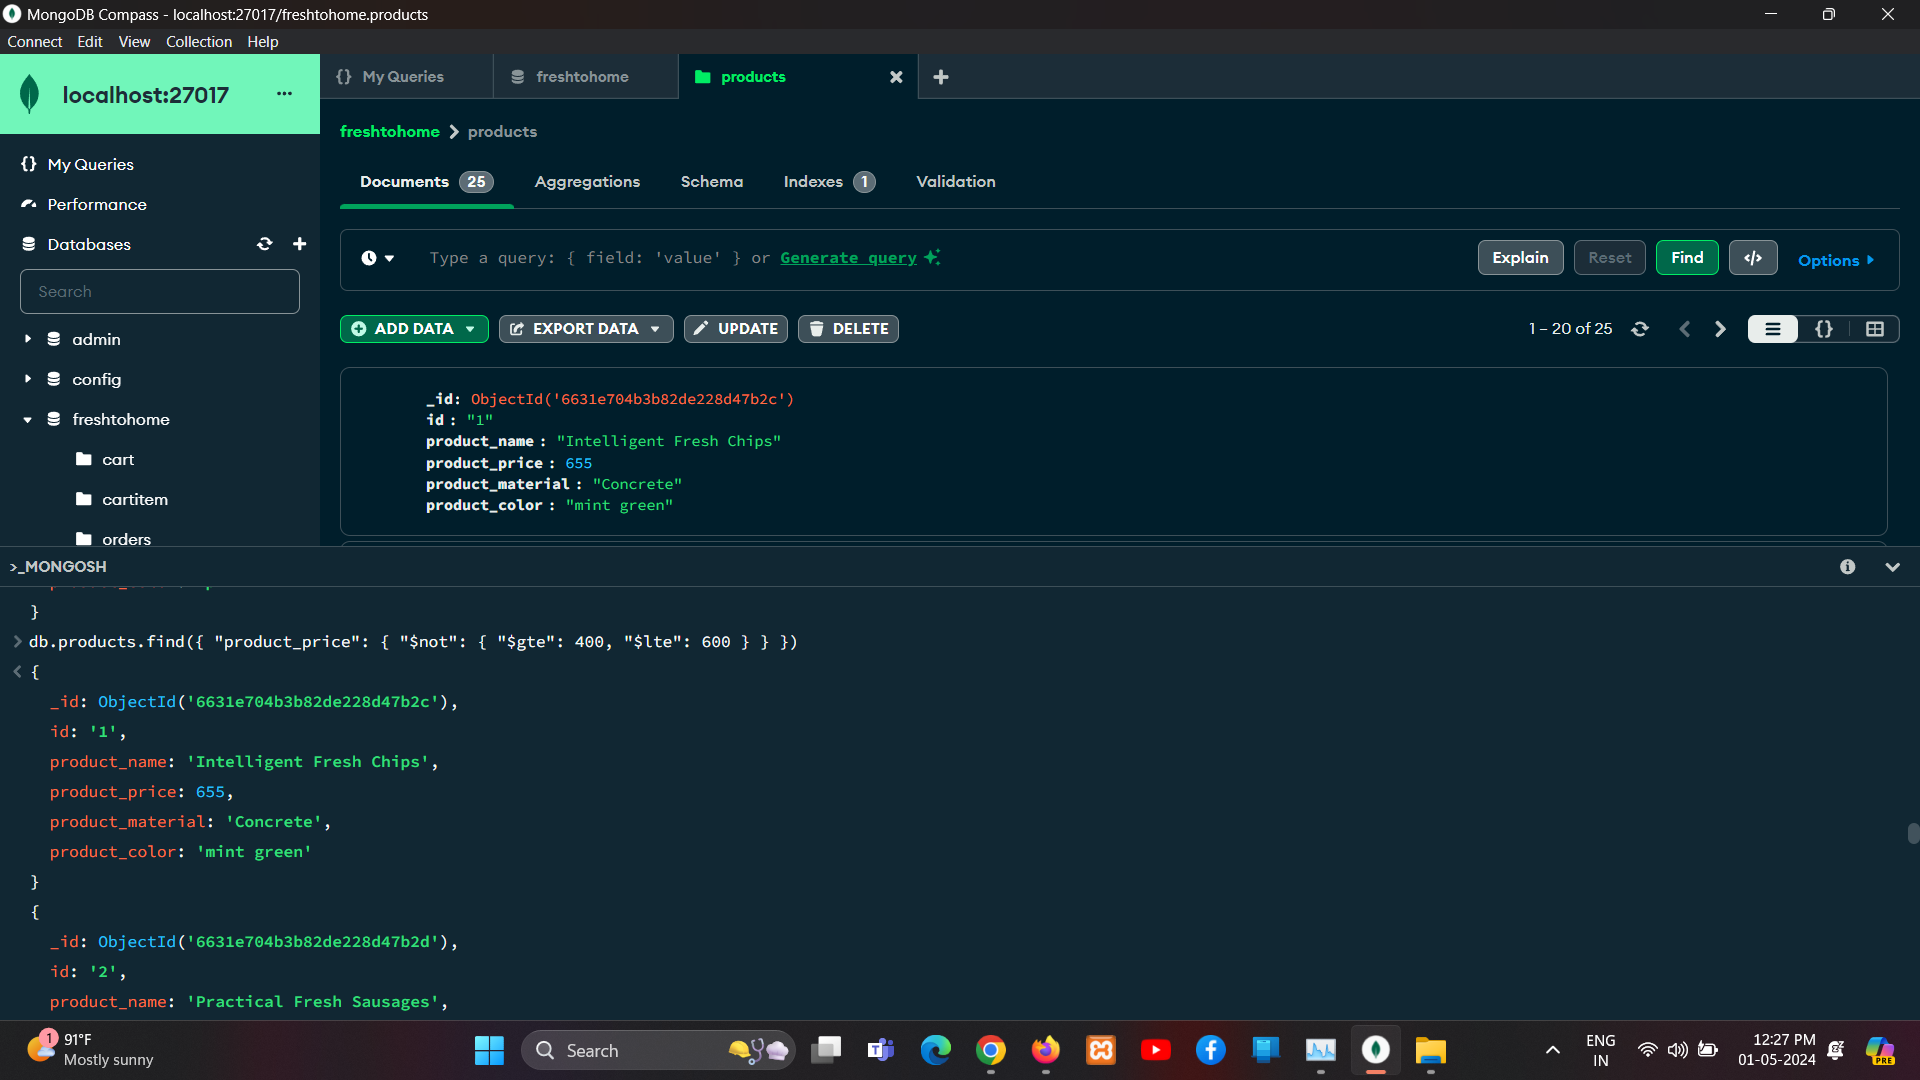 MongoDB Compass - localhost:27017/freshtohome.products
Connect Edit View Collection Help
localhost:27017 ...
{} My Queries
freshtohome
products
{} My Queries
Performance
Databases
Search
admin
config
freshtohome
cart
cartitem
orders
freshtohome > products
Documents 25 Aggregations Schema Indexes 1 Validation
Type a query: { field: 'value' } or Generate query
Explain Reset Find </> Options
ADD DATA EXPORT DATA UPDATE DELETE
1 – 20 of 25 {}
_id: ObjectId('6631e704b3b82de228d47b2c')
id : "1"
product_name : "Intelligent Fresh Chips"
product_price : 655
product_material : "Concrete"
product_color : "mint green"
>_MONGOSH
}
> db.products.find({ "product_price": { "$not": { "$gte": 400, "$lte": 600 } } })
< {
_id: ObjectId('6631e704b3b82de228d47b2c'),
id: '1',
product_name: 'Intelligent Fresh Chips',
product_price: 655,
product_material: 'Concrete',
product_color: 'mint green'
}
{
_id: ObjectId('6631e704b3b82de228d47b2d'),
id: '2',
product_name: 'Practical Fresh Sausages',
1
91°F
Mostly sunny
Search
ENG
IN
12:27 PM
01-05-2024
PRE